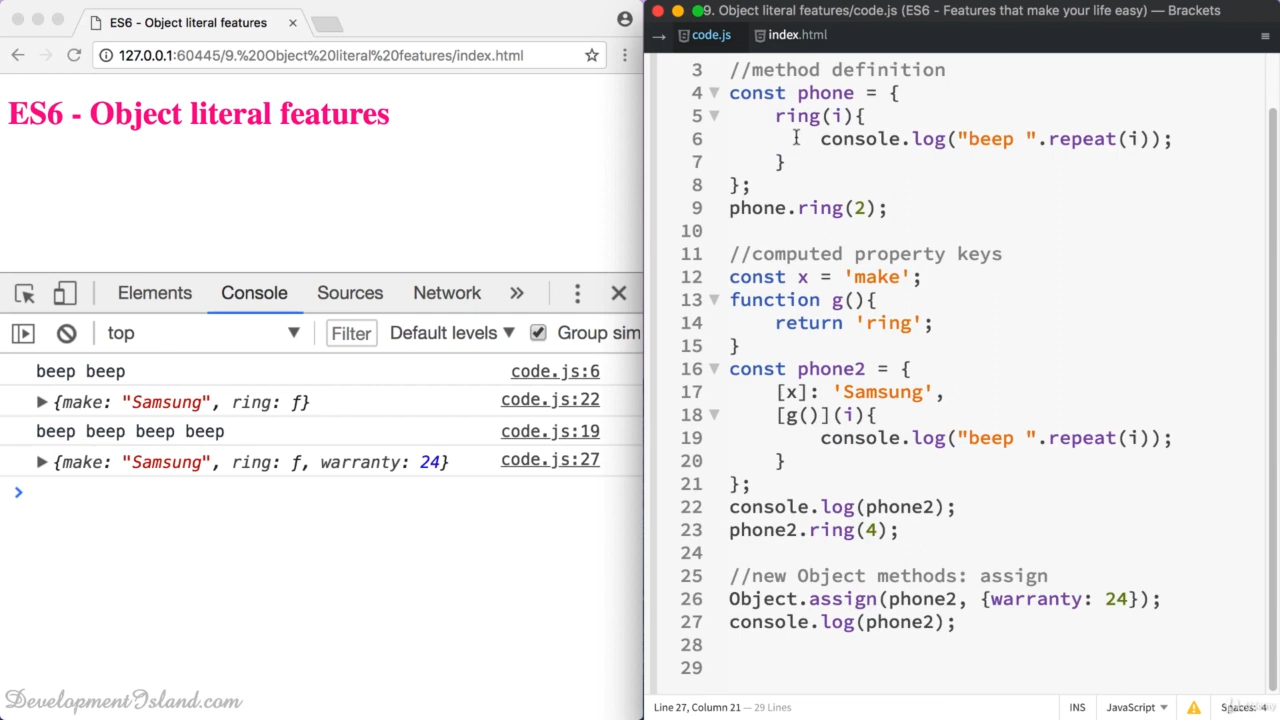 ES6 - Object literal features ×
127.0.0.1:60445/9.%20Object%20literal%20features/index.html
ES6 - Object literal features
Elements Console Sources Network »
top Filter Default levels Group sim
beep beep code.js:6
{make: "Samsung", ring: ƒ} code.js:22
beep beep beep beep code.js:19
{make: "Samsung", ring: ƒ, warranty: 24} code.js:27
DevelopmentIsland.com
9. Object literal features/code.js (ES6 - Features that make your life easy) — Brackets
code.js index.html
3 //method definition
4 const phone = {
5 ring(i){
6 console.log("beep ".repeat(i));
7 }
8 };
9 phone.ring(2);
10
11 //computed property keys
12 const x = 'make';
13 function g(){
14 return 'ring';
15 }
16 const phone2 = {
17 [x]: 'Samsung',
18 [g()](i){
19 console.log("beep ".repeat(i));
20 }
21 };
22 console.log(phone2);
23 phone2.ring(4);
24
25 //new Object methods: assign
26 Object.assign(phone2, {warranty: 24});
27 console.log(phone2);
28
29
Line 27, Column 21 — 29 Lines INS JavaScript Spaces: 4